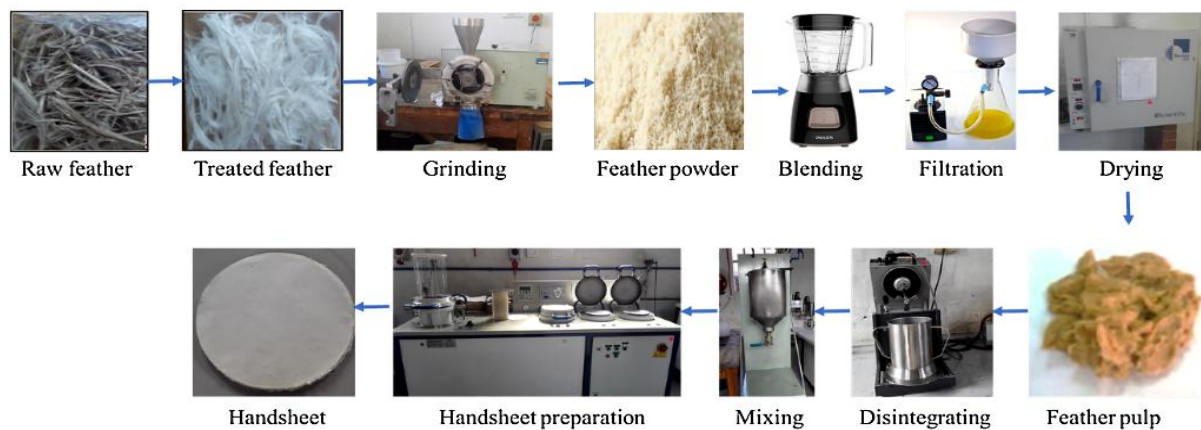 Raw feather
Treated feather
Grinding
Feather powder
Blending
Filtration
Drying
Handsheet
Handsheet preparation
Mixing
Disintegrating
Feather pulp